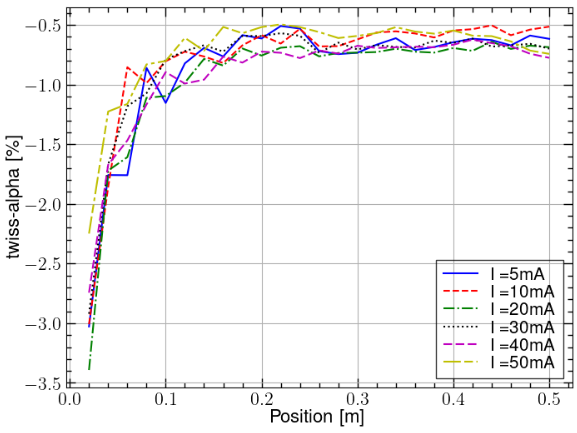 −0.5
−1.0
−1.5
−2.0
−2.5
−3.0
−3.5
twiss-alpha [%]
0.0 0.1 0.2 0.3 0.4 0.5
Position [m]
I =5mA
I =10mA
I =20mA
I =30mA
I =40mA
I =50mA